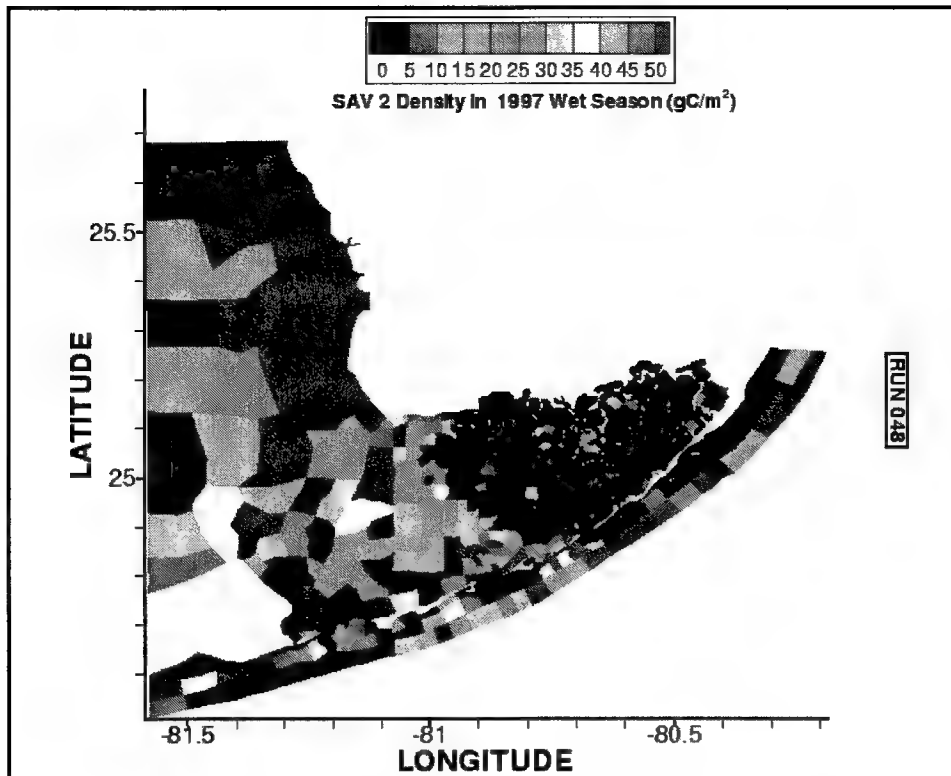 0 5 10 15 20 25 30 35 40 45 50
SAV 2 Density in 1997 Wet Season (gC/m²)
25.5
LATITUDE
25
RUN 048
-81.5 -81 -80.5
LONGITUDE